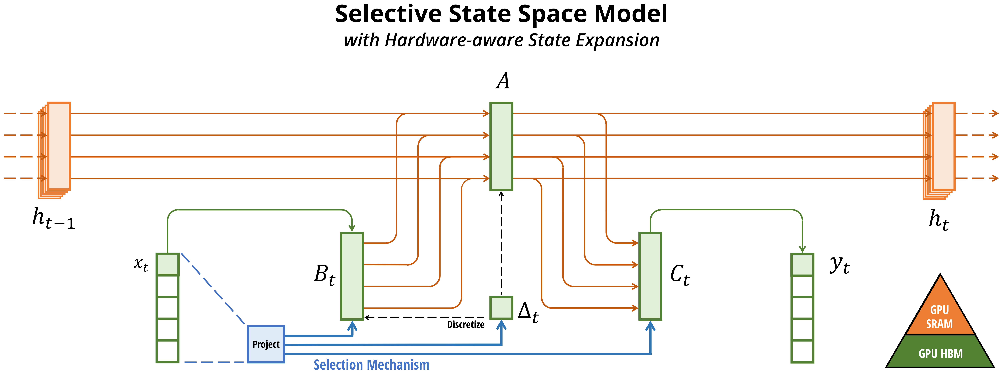 Selective State Space Model
with Hardware-aware State Expansion
A
h_{t-1}
h_t
x_t
B_t
Δ_t
C_t
y_t
Discretize
Project
Selection Mechanism
GPU
SRAM
GPU HBM